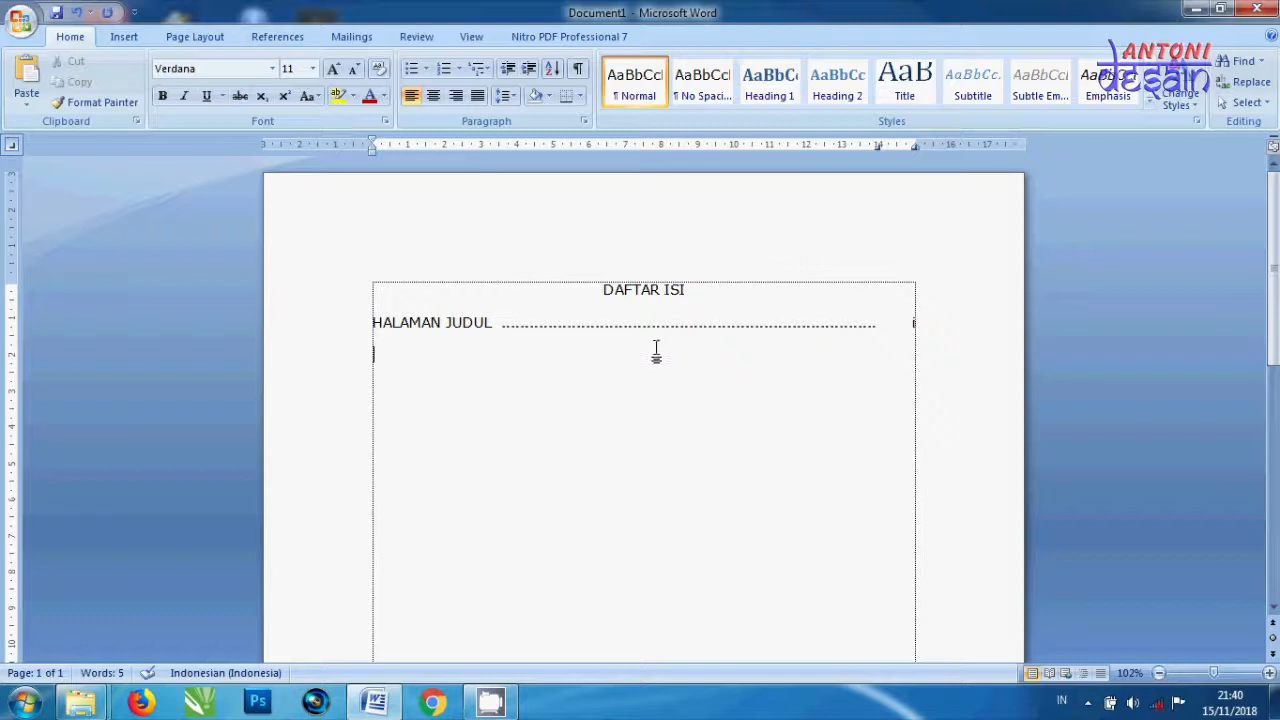 Document1 - Microsoft Word
Home Insert Page Layout References Mailings Review View Nitro PDF Professional 7
ANTONI
desain
Paste
Cut
Copy
Format Painter
Clipboard
Verdana 11
Font
Paragraph
AaBbCcI AaBbCcI AaBbC AaBbC AaB AaBbCc. AaBbCcI AaBbCcI
¶ Normal ¶ No Spaci... Heading 1 Heading 2 Title Subtitle Subtle Em... Emphasis
Change Styles
Styles
Find
Replace
Select
Editing
DAFTAR ISI
HALAMAN JUDUL ................................................................................ i
Page: 1 of 1 Words: 5 Indonesian (Indonesia) 102%
IN
21:40
15/11/2018